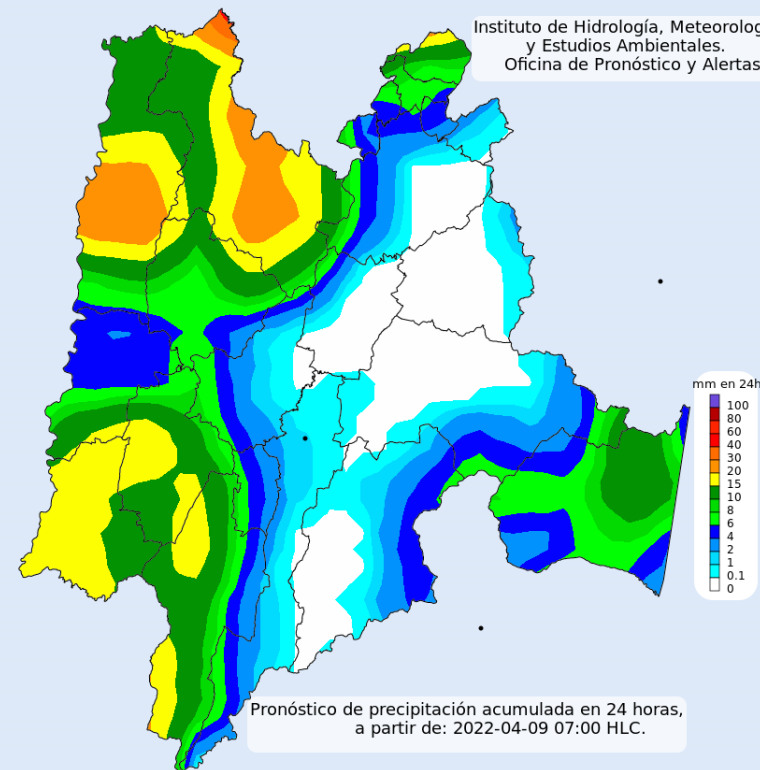 Instituto de Hidrología, Meteorolog
y Estudios Ambientales.
Oficina de Pronóstico y Alertas
mm en 24h
100
80
60
40
30
20
15
10
8
6
4
2
1
0.1
0
Pronóstico de precipitación acumulada en 24 horas,
a partir de: 2022-04-09 07:00 HLC.